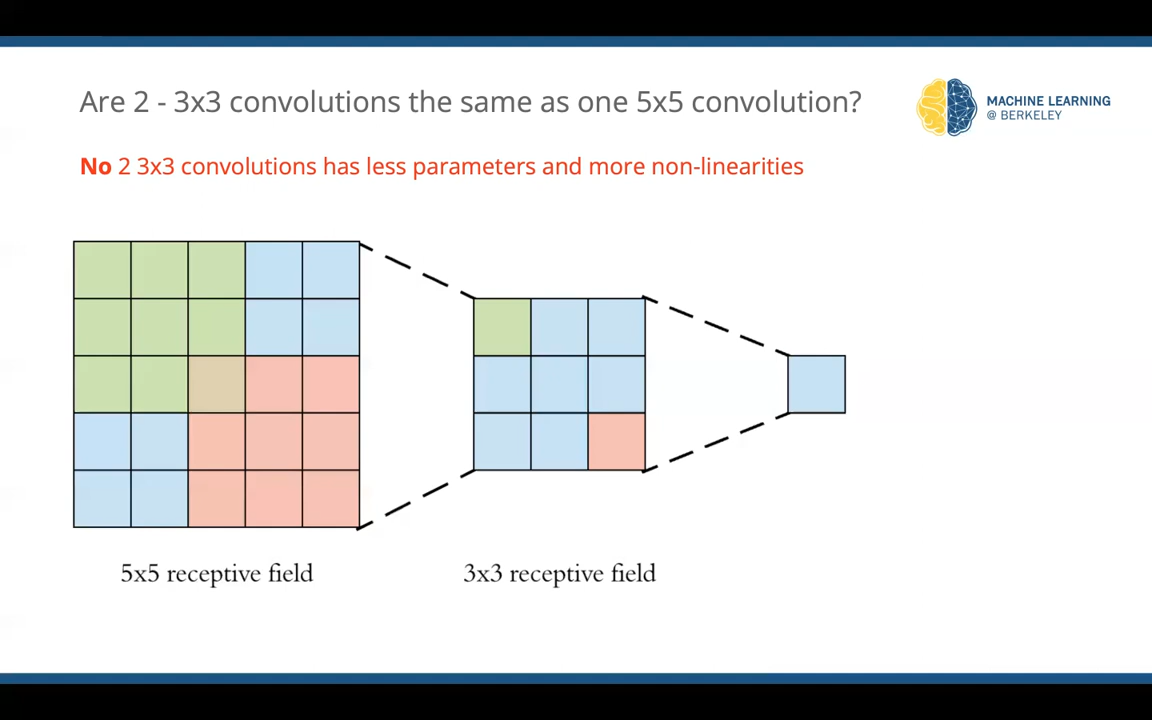 Are 2 - 3x3 convolutions the same as one 5x5 convolution?
MACHINE LEARNING
@ BERKELEY
No 2 3x3 convolutions has less parameters and more non-linearities
5x5 receptive field
3x3 receptive field